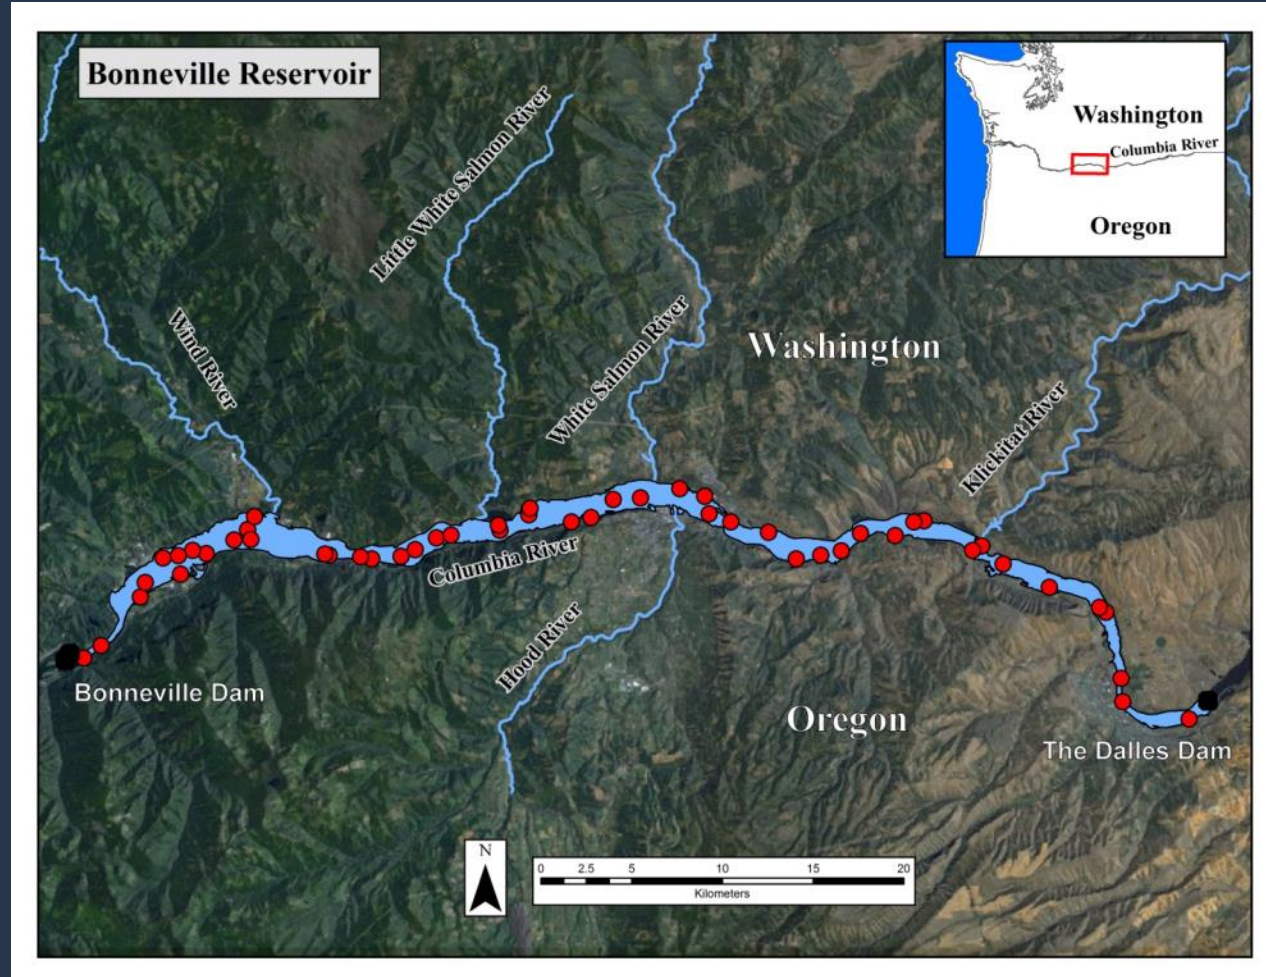 Bonneville Reservoir
Washington
Columbia River
Oregon
Little White Salmon River
Wind River
White Salmon River
Washington
Klickitat River
Columbia River
Hood River
Bonneville Dam
Oregon
The Dalles Dam
N
0 2.5 5 10 15 20
Kilometers